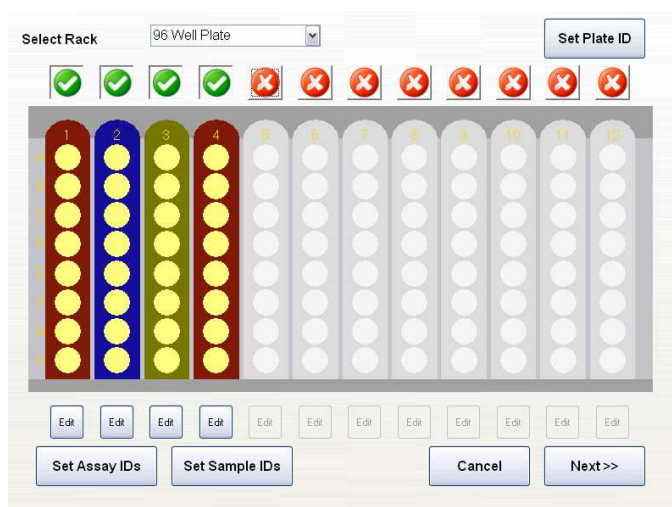 Select Rack 96 Well Plate Set Plate ID
1 2 3 4 5 6 7 8 9 10 11 12
Edit Edit Edit Edit Edit Edit Edit Edit Edit Edit Edit Edit
Set Assay IDs Set Sample IDs Cancel Next >>